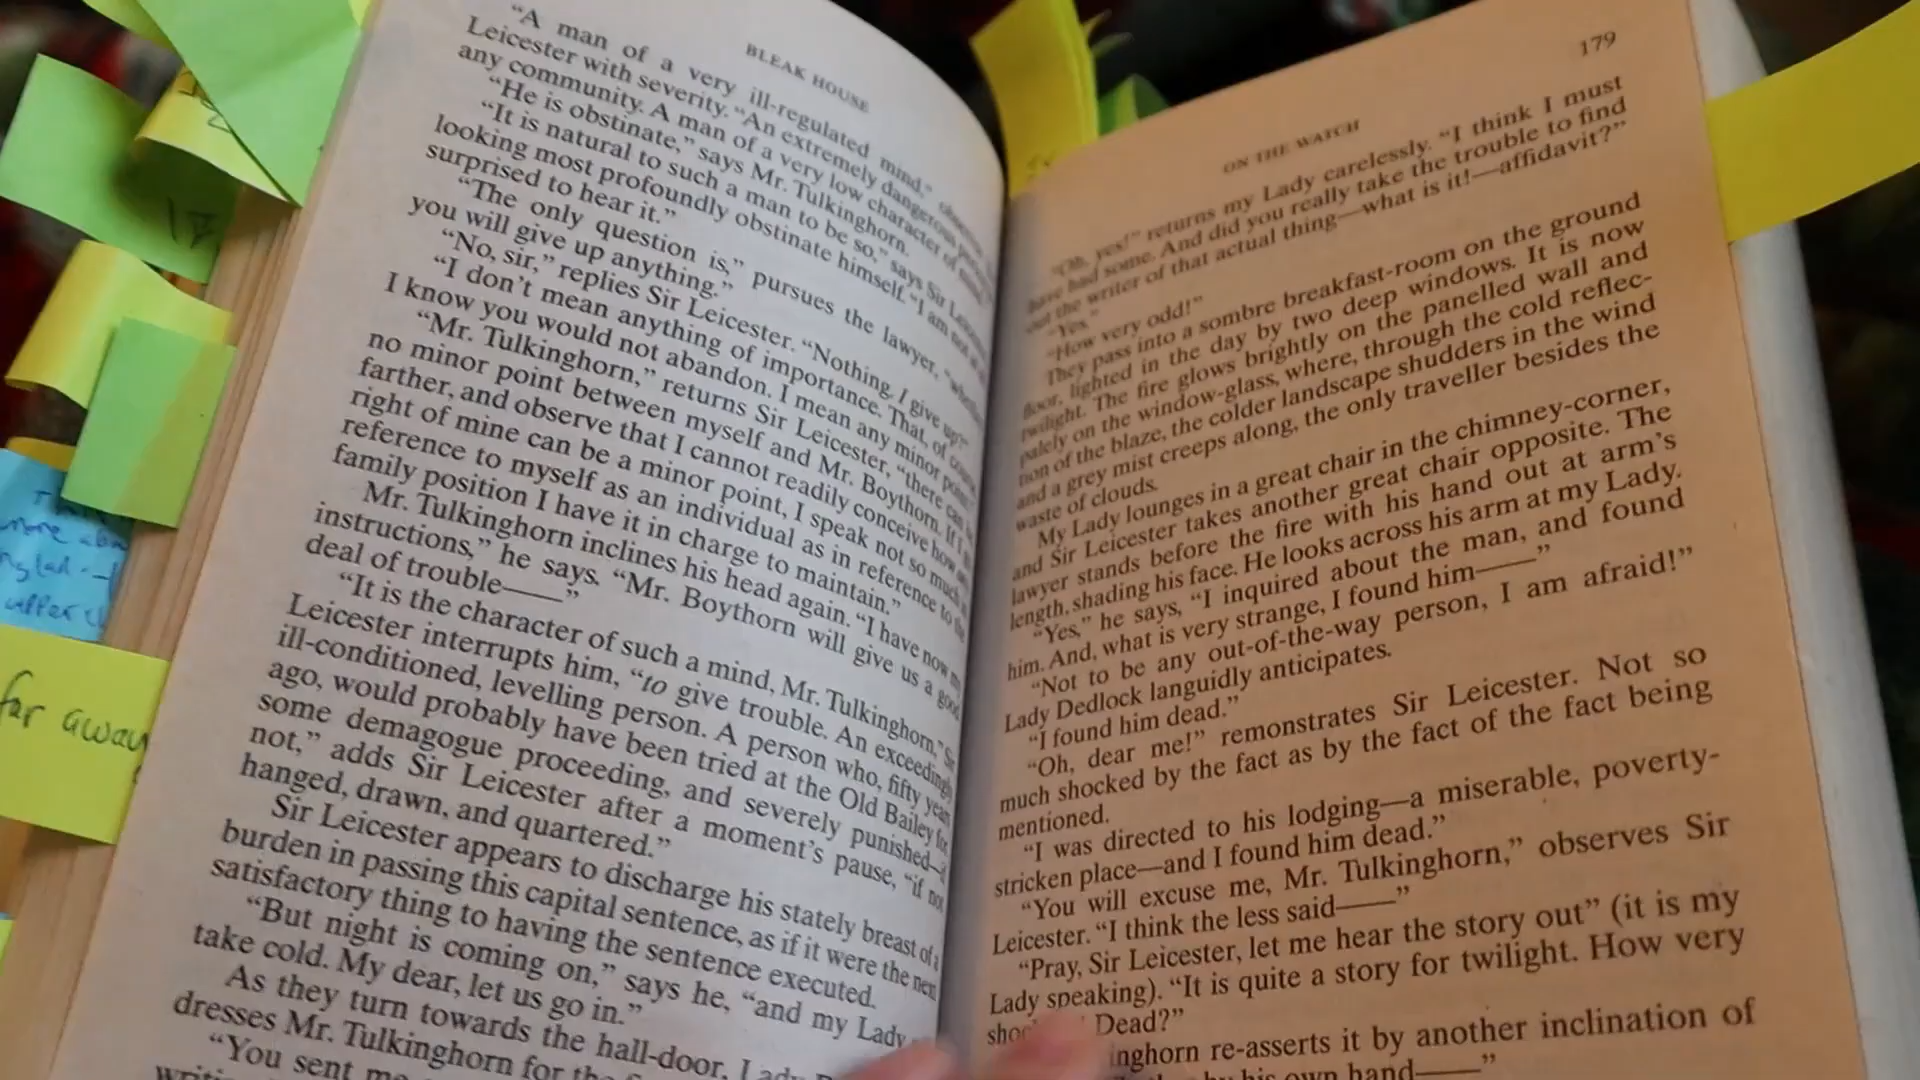 BLEAK HOUSE
“A man of a very ill-regulated mind,”
Leicester with severity. “An extremely dangerous
any community. A man of a very low character of mind.”
“He is obstinate,” says Mr. Tulkinghorn.
“It is natural to such a man to be so,” says Sir
looking most profoundly obstinate himself. “I am not
surprised to hear it.”
“The only question is,” pursues the lawyer,
you will give up anything.”
“No, sir,” replies Sir Leicester. “Nothing. I give up?”
“I don’t mean anything of importance. That, of course,
I know you would not abandon. I mean any minor point.”
“Mr. Tulkinghorn,” returns Sir Leicester, “there can
no minor point between myself and Mr. Boythorn. If I
farther, and observe that I cannot readily conceive how
right of mine can be a minor point, I speak not so much
reference to myself as an individual as in reference to the
family position I have it in charge to maintain.”
Mr. Tulkinghorn inclines his head again. “I have now my
instructions,” he says. “Mr. Boythorn will give us a good
deal of trouble——”
“It is the character of such a mind, Mr. Tulkinghorn,” Sir
Leicester interrupts him, “to give trouble. An exceedingly
ill-conditioned, levelling person. A person who, fifty years
ago, would probably have been tried at the Old Bailey for
some demagogue proceeding, and severely punished—
not,” adds Sir Leicester after a moment’s pause, “if not
hanged, drawn, and quartered.”
Sir Leicester appears to discharge his stately breast of a
burden in passing this capital sentence, as if it were the next
satisfactory thing to having the sentence executed.
“But night is coming on,” says he, “and my Lady
take cold. My dear, let us go in.”
As they turn towards the hall-door,
dresses Mr. Tulkinghorn for the
“You sent me
179
ON THE WATCH
“Oh, yes!” returns my Lady carelessly. “I think I must
have had some. And did you really take the trouble to find
out the writer of that actual thing—what is it!—affidavit?”
“Yes.”
“How very odd!”
They pass into a sombre breakfast-room on the ground
floor, lighted in the day by two deep windows. It is now
twilight. The fire glows brightly on the panelled wall and
palely on the window-glass, where, through the cold reflec-
tion of the blaze, the colder landscape shudders in the wind
and a grey mist creeps along, the only traveller besides the
waste of clouds.
My Lady lounges in a great chair in the chimney-corner,
and Sir Leicester takes another great chair opposite. The
lawyer stands before the fire with his hand out at arm’s
length, shading his face. He looks across his arm at my Lady.
“Yes,” he says, “I inquired about the man, and found
him. And, what is very strange, I found him——”
“Not to be any out-of-the-way person, I am afraid!”
Lady Dedlock languidly anticipates.
“I found him dead.”
“Oh, dear me!” remonstrates Sir Leicester. Not so
much shocked by the fact as by the fact of the fact being
mentioned.
“I was directed to his lodging—a miserable, poverty-
stricken place—and I found him dead.”
“You will excuse me, Mr. Tulkinghorn,” observes Sir
Leicester. “I think the less said——”
“Pray, Sir Leicester, let me hear the story out” (it is my
Lady speaking). “It is quite a story for twilight. How very
Dead?”
inghorn re-asserts it by another inclination of
his own hand——”
17
far away